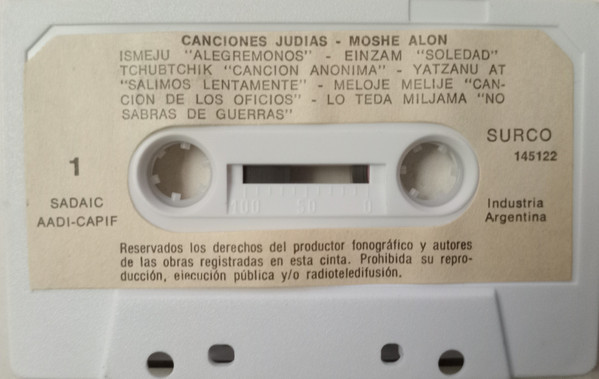 CANCIONES JUDIAS - MOSHE ALON
ISMEJU "ALEGREMONOS" - EINZAM "SOLEDAD"
TCHUBTCHIK "CANCION ANONIMA" - YATZANU AT
"SALIMOS LENTAMENTE" - MELOJE MELIJE "CAN-
CION DE LOS OFICIOS" - LO TEDA MILJAMA "NO
SABRAS DE GUERRAS"
SURCO
145122
1
SADAIC
AADI-CAPIF
100 50 0
Industria
Argentina
Reservados los derechos del productor fonográfico y autores
de las obras registradas en esta cinta. Prohibida su repro-
ducción, ejecución pública y/o radioteledifusión.